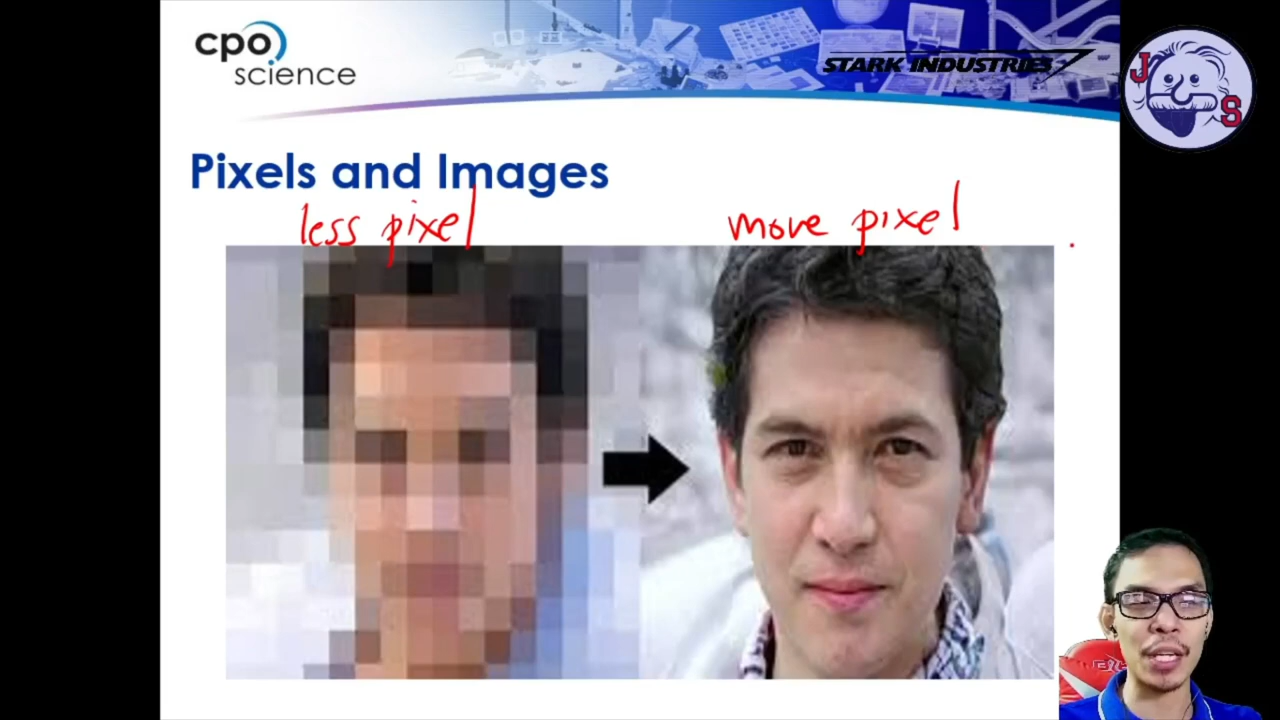 cpo
science
STARK INDUSTRIES
J
S
Pixels and Images
less pixel
more pixel